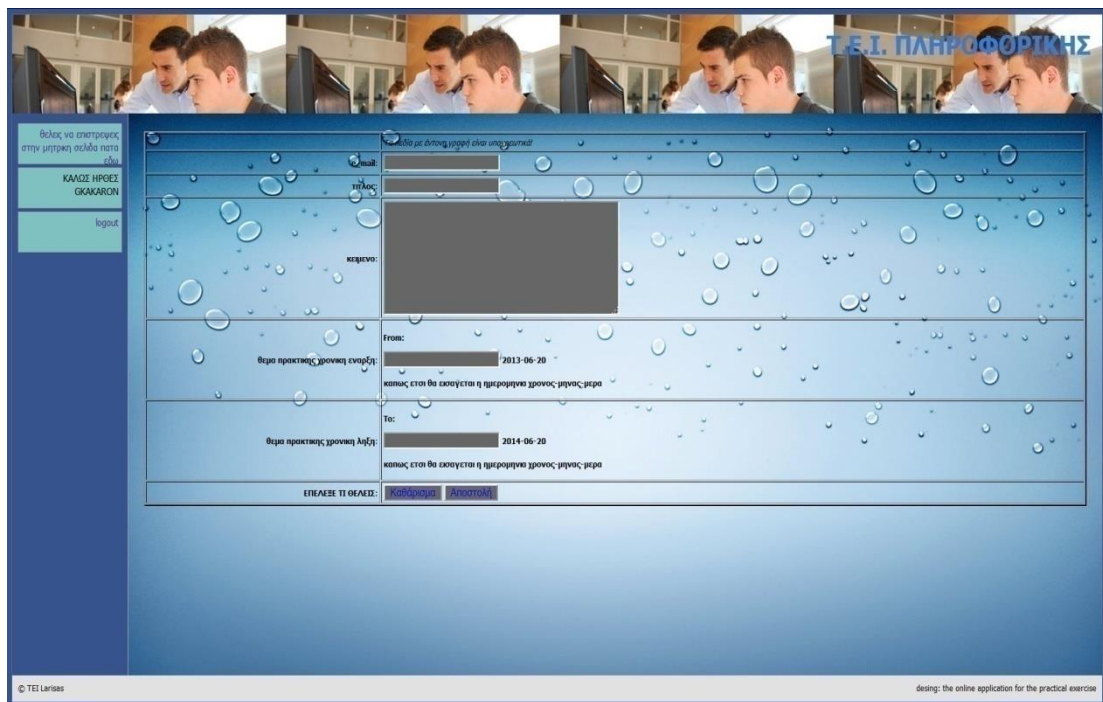 Τ.Ε.Ι. ΠΛΗΡΟΦΟΡΙΚΗΣ
θελεις να επιστρεψεις
στην μητρικη σελιδα πατα
εδω
ΚΑΛΩΣ ΗΡΘΕΣ
GKAKARON
logout
Τα πεδία με έντονη γραφή είναι υποχρεωτικά!
e_mail:
τιτλος:
κειμενο:
From:
θεμα πρακτικης χρονικη εναρξη: 2013-06-20
καπως ετσι θα εισαγεται η ημερομηνια χρονος-μηνας-μερα
To:
θεμα πρακτικης χρονικη ληξη: 2014-06-20
καπως ετσι θα εισαγεται η ημερομηνια χρονος-μηνας-μερα
ΕΠΕΛΕΞΕ ΤΙ ΘΕΛΕΙΣ: Καθάρισμα Αποστολή
© TEI Larisas desing: the online application for the practical exercise